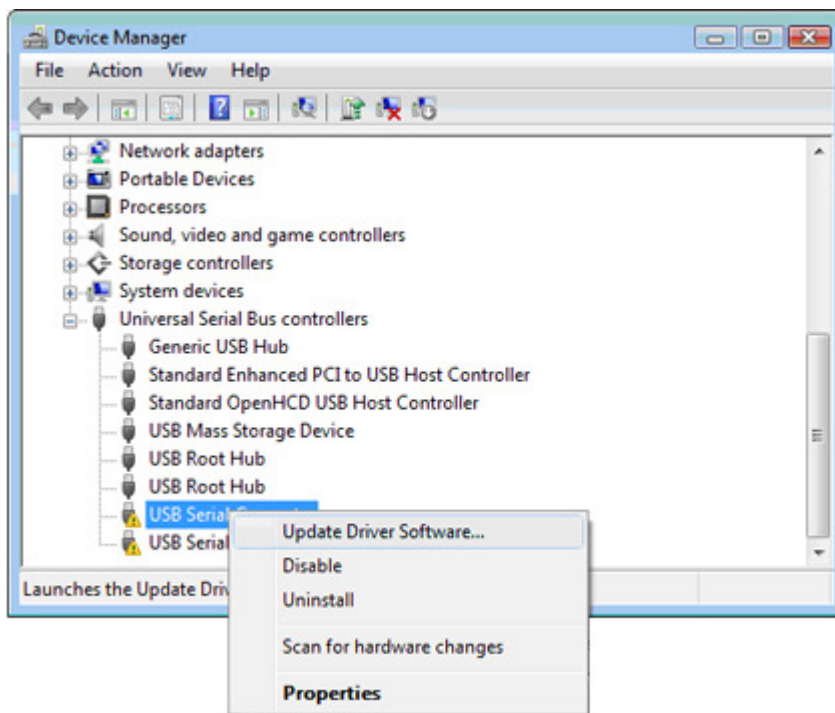 Device Manager
File Action View Help
Network adapters
Portable Devices
Processors
Sound, video and game controllers
Storage controllers
System devices
Universal Serial Bus controllers
Generic USB Hub
Standard Enhanced PCI to USB Host Controller
Standard OpenHCD USB Host Controller
USB Mass Storage Device
USB Root Hub
USB Root Hub
USB Serial
USB Serial
Launches the Update
Update Driver Software...
Disable
Uninstall
Scan for hardware changes
Properties